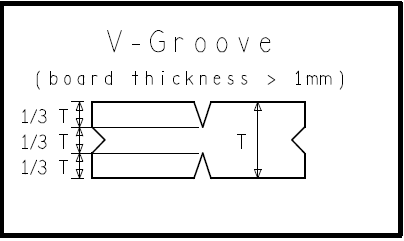 V-Groove
(board thickness > 1mm)
1/3 T
1/3 T
T
1/3 T